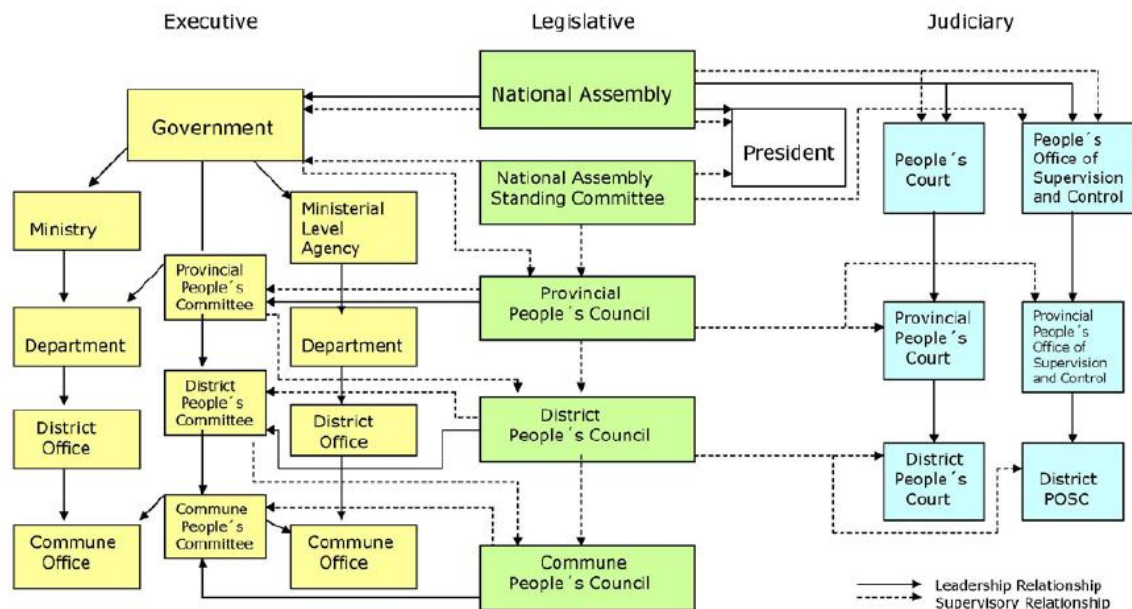 Executive
Legislative
Judiciary
National Assembly
Government
President
People´s
Court
People´s
Office of
Supervision
and Control
National Assembly
Standing Committee
Ministry
Ministerial
Level
Agency
Provincial
People´s
Committee
Provincial
People´s Council
Department
Department
Provincial
People´s
Court
Provincial
People´s
Office of
Supervision
and Control
District
People´s
Committee
District
Office
District
Office
District
People´s Council
District
People´s
Court
District
POSC
Commune
Office
Commune
People´s
Committee
Commune
Office
Commune
People´s Council
Leadership Relationship
Supervisory Relationship